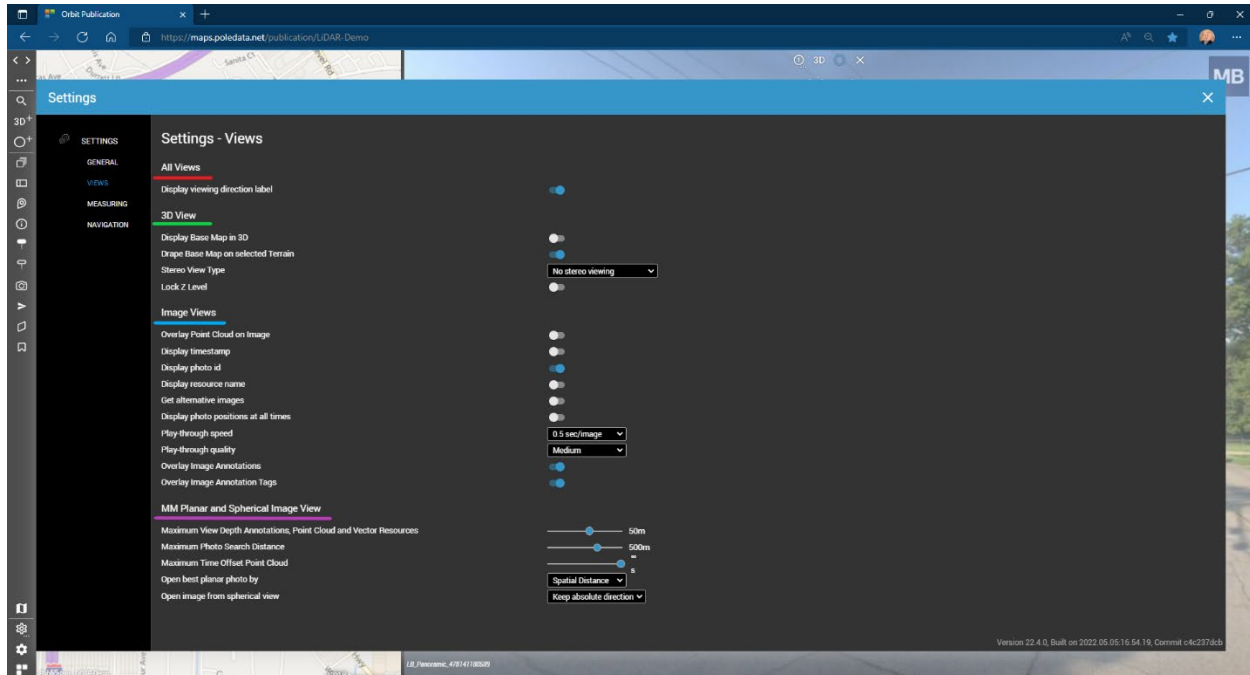 Orbit Publication
https://maps.poledata.net/publication/LiDAR-Demo
Santa Ct
3D
MB
Settings
3D+
SETTINGS
GENERAL
VIEWS
MEASURING
NAVIGATION
Settings - Views
All Views
Display viewing direction label
3D View
Display Base Map in 3D
Drape Base Map on selected Terrain
Stereo View Type No stereo viewing
Lock Z Level
Image Views
Overlay Point Cloud on Image
Display timestamp
Display photo id
Display resource name
Get alternative images
Display photo positions at all times
Play-through speed 0.5 sec/image
Play-through quality Medium
Overlay Image Annotations
Overlay Image Annotation Tags
MM Planar and Spherical Image View
Maximum View Depth Annotations, Point Cloud and Vector Resources 50m
Maximum Photo Search Distance 500m
Maximum Time Offset Point Cloud ∞ s
Open best planar photo by Spatial Distance
Open image from spherical view Keep absolute direction
Version 22.4.0, Built on 2022.05.05:16.54.19, Commit c4c237dcb